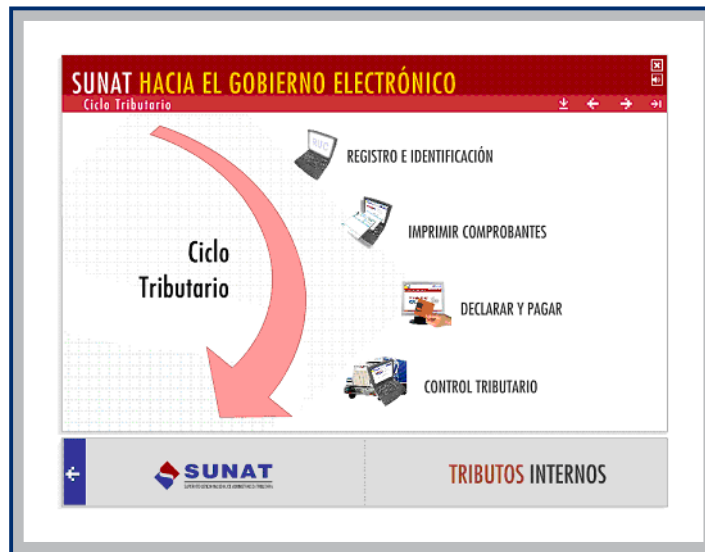 SUNAT HACIA EL GOBIERNO ELECTRÓNICO
Ciclo Tributario
RUC
REGISTRO E IDENTIFICACIÓN
IMPRIMIR COMPROBANTES
Ciclo
Tributario
DECLARAR Y PAGAR
CONTROL TRIBUTARIO
SUNAT
TRIBUTOS INTERNOS